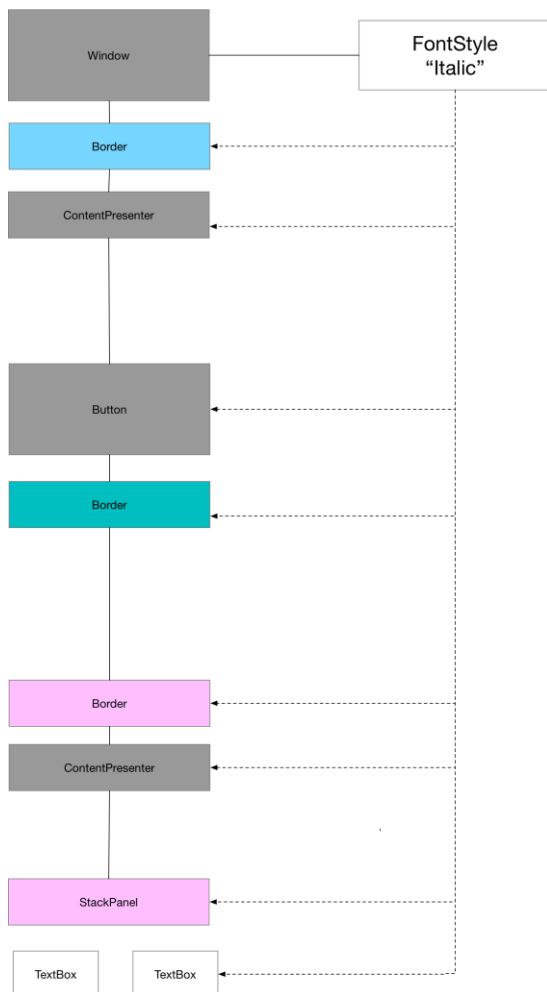 Window
FontStyle
“Italic”
Border
ContentPresenter
Button
Border
Border
ContentPresenter
StackPanel
TextBox
TextBox